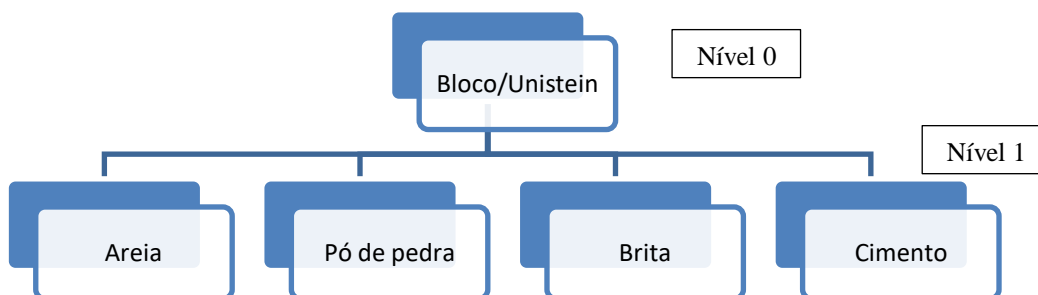 Nível 0
Bloco/Unistein
Nível 1
Areia
Pó de pedra
Brita
Cimento